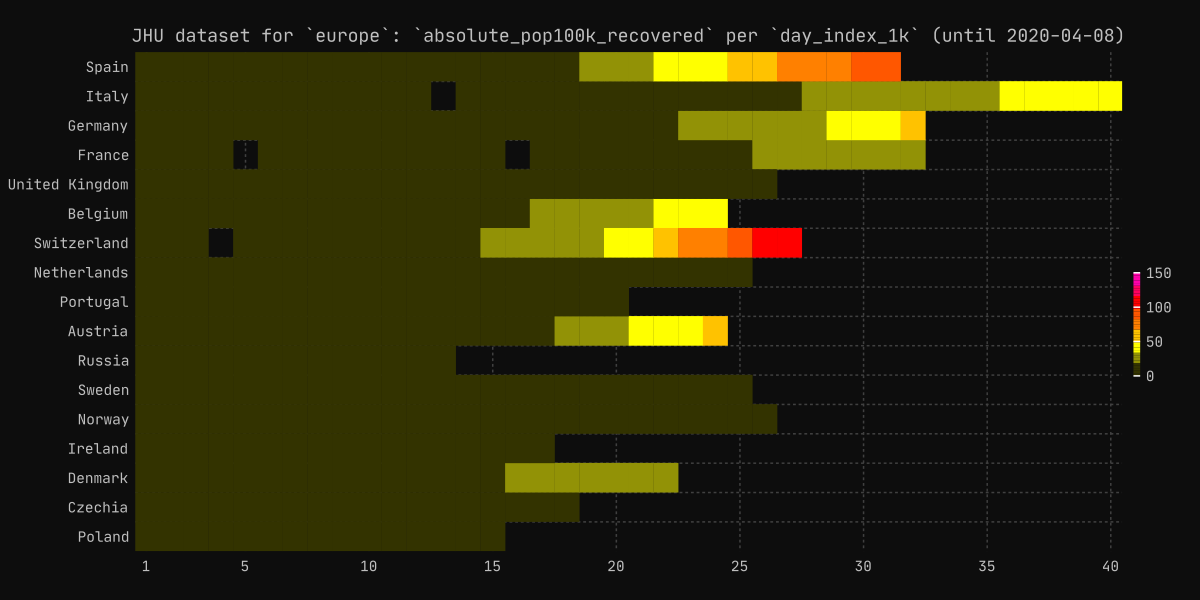 JHU dataset for `europe`: `absolute_pop100k_recovered` per `day_index_1k` (until 2020-04-08)
Spain
Italy
Germany
France
United Kingdom
Belgium
Switzerland
Netherlands
Portugal
Austria
Russia
Sweden
Norway
Ireland
Denmark
Czechia
Poland
1 5 10 15 20 25 30 35 40
150
100
50
0